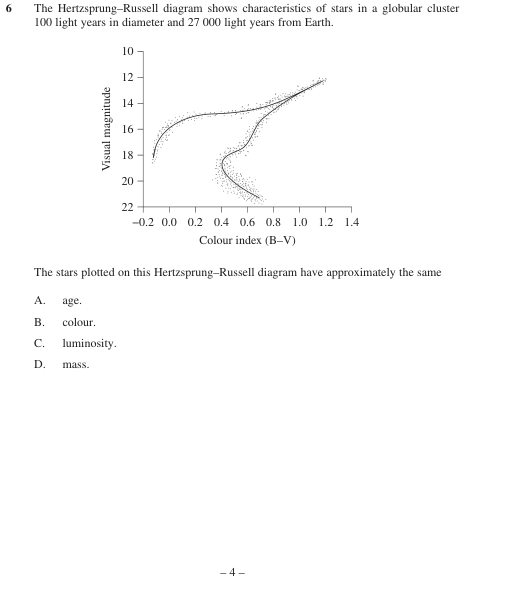 6 The Hertzsprung–Russell diagram shows characteristics of stars in a globular cluster
100 light years in diameter and 27 000 light years from Earth.
10
12
14
16
18
20
22
Visual magnitude
–0.2 0.0 0.2 0.4 0.6 0.8 1.0 1.2 1.4
Colour index (B–V)
The stars plotted on this Hertzsprung–Russell diagram have approximately the same
A. age.
B. colour.
C. luminosity.
D. mass.
– 4 –